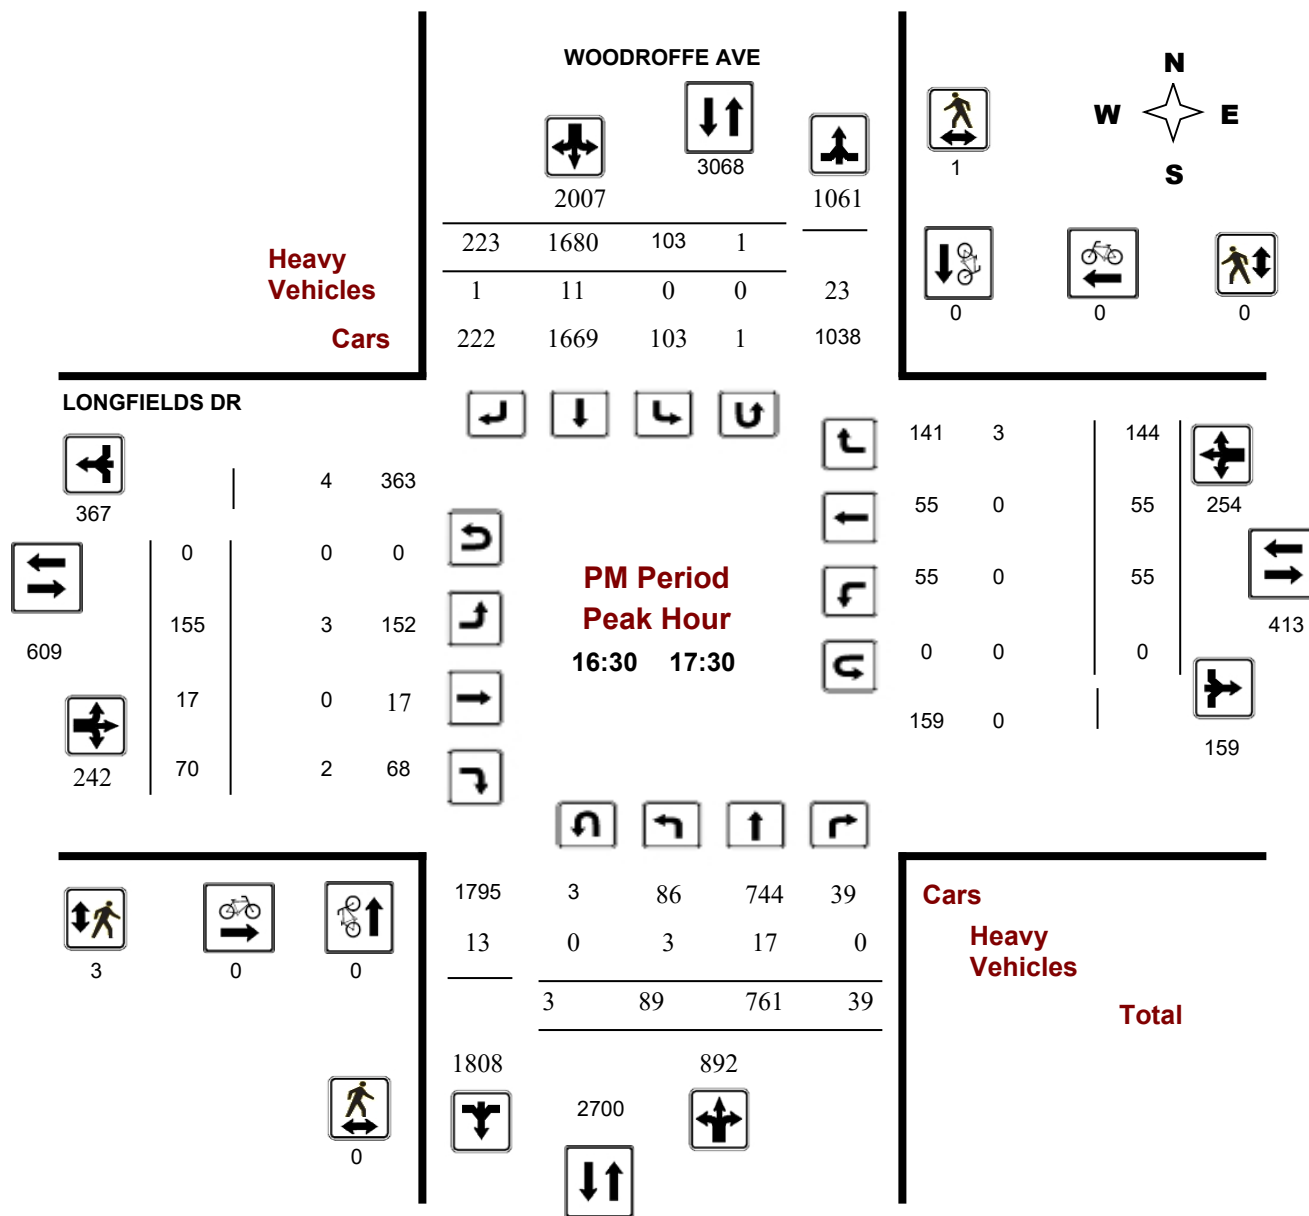 WOODROFFE AVE
N
W E
S
3068
1
2007 1061
223 1680 103 1
Heavy
Vehicles 1 11 0 0 23
0 0 0
Cars 222 1669 103 1 1038
LONGFIELDS DR
141 3 144
4 363
367 55 0 55 254
0 0 0
PM Period
55 0 55
Peak Hour
155 3 152 413
609 16:30 17:30 0 0 0
17 0 17
159 0
159
242 70 2 68
1795 3 86 744 39 Cars
13 0 3 17 0 Heavy
Vehicles
3 0 0
3 89 761 39
Total
1808 892
2700
0